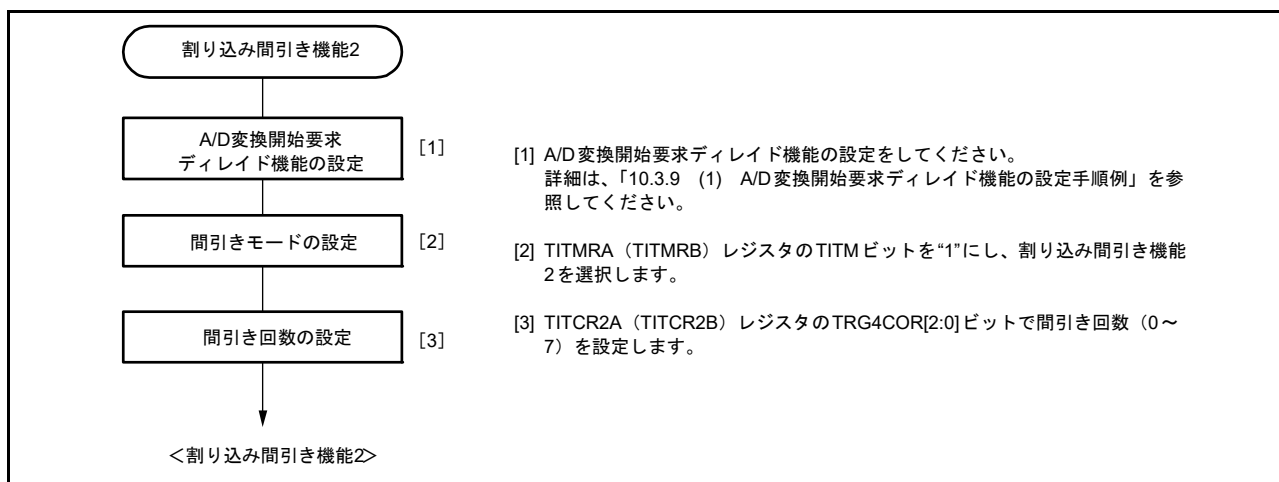 割り込み間引き機能2
A/D変換開始要求
ディレイド機能の設定
[1]
間引きモードの設定
[2]
間引き回数の設定
[3]
＜割り込み間引き機能2＞
[1] A/D変換開始要求ディレイド機能の設定をしてください。
詳細は、「10.3.9 (1) A/D変換開始要求ディレイド機能の設定手順例」を参
照してください。
[2] TITMRA（TITMRB）レジスタのTITMビットを“1”にし、割り込み間引き機能
2を選択します。
[3] TITCR2A（TITCR2B）レジスタのTRG4COR[2:0]ビットで間引き回数（0～
7）を設定します。